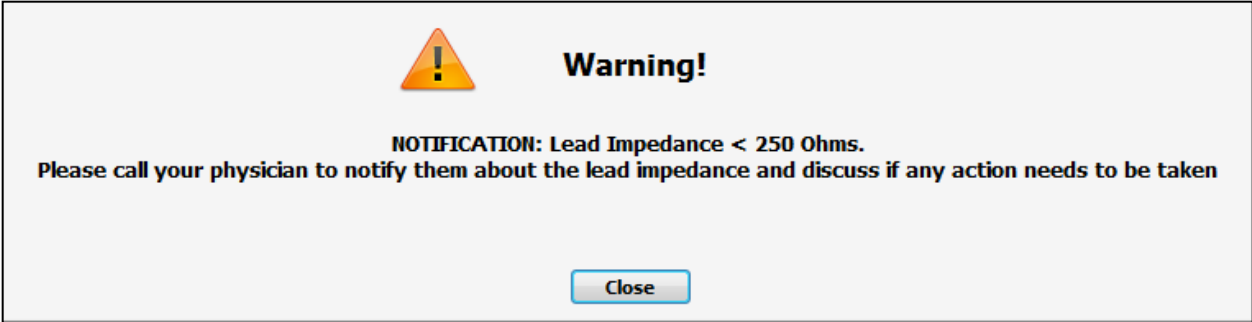 Warning!
NOTIFICATION: Lead Impedance < 250 Ohms.
Please call your physician to notify them about the lead impedance and discuss if any action needs to be taken
Close